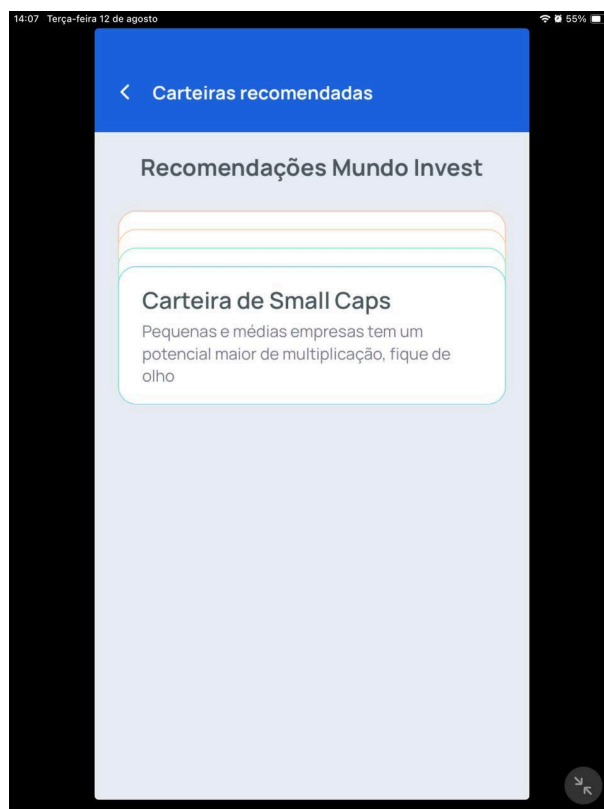 14:07 Terça-feira 12 de agosto 55%
Carteiras recomendadas
Recomendações Mundo Invest
Carteira de Small Caps
Pequenas e médias empresas tem um
potencial maior de multiplicação, fique de
olho